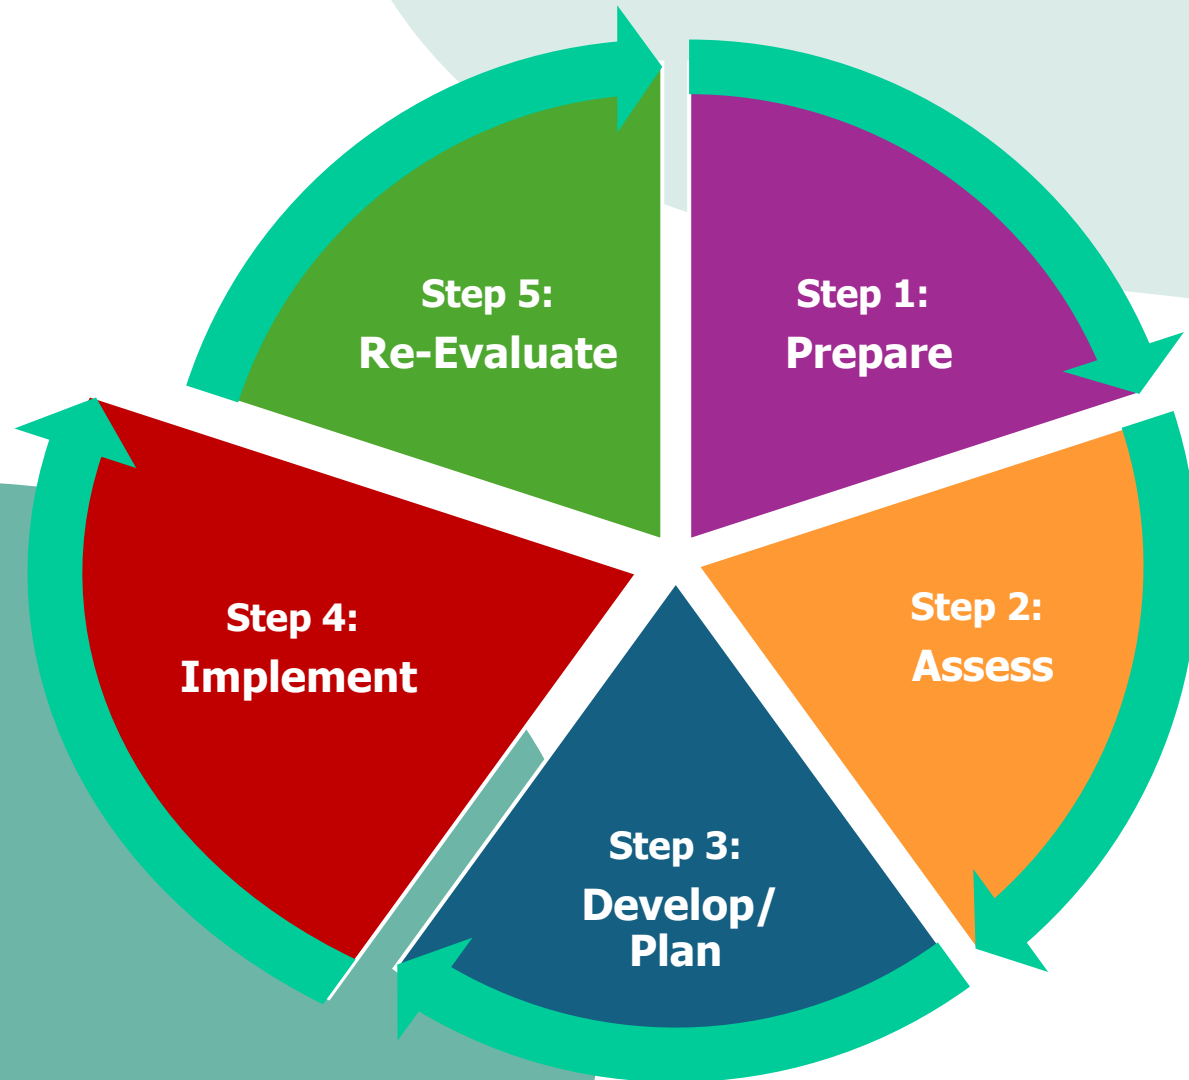 Step 1:
Prepare
Step 2:
Assess
Step 3:
Develop/
Plan
Step 4:
Implement
Step 5:
Re-Evaluate